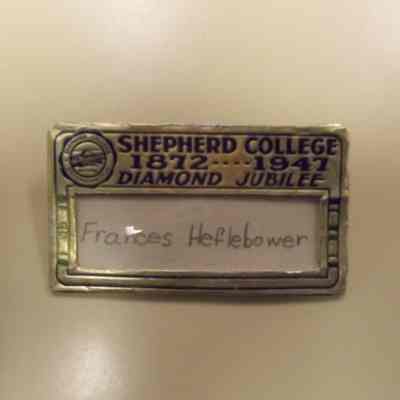 SHEPHERD COLLEGE
1872 ···· 1947
DIAMOND JUBILEE
Frances Heflebower